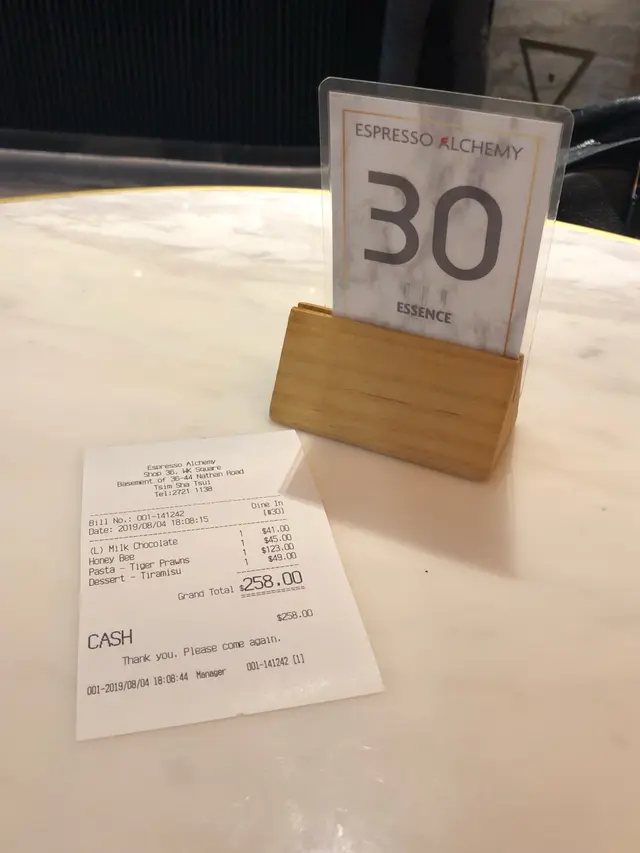 ESPRESSO ALCHEMY
30
ESSENCE
Espresso Alchemy
Shop 36, WK Square
Basement of 36-44 Nathan Road
Tsim Sha Tsui
Tel:2721 1138
Bill No.: 001-141242 Dine In
Date: 2019/08/04 18:08:15 [#30]
(L) Milk Chocolate 1 $41.00
Honey Bee 1 $45.00
Pasta - Tiger Prawns 1 $123.00
Dessert - Tiramisu 1 $49.00
Grand Total $258.00
$258.00
CASH
Thank you. Please come again.
001-2019/08/04 18:08:44 Manager 001-141242 [1]